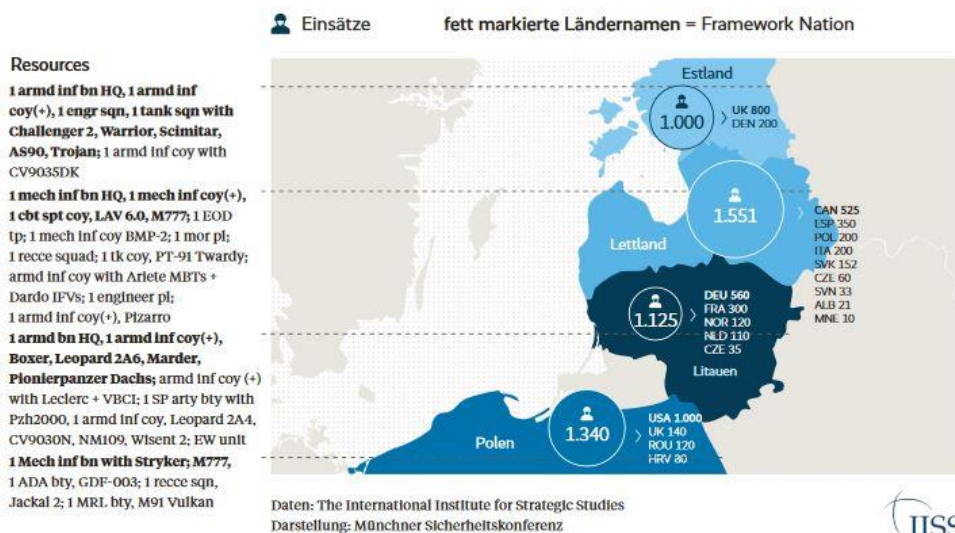 Einsätze
fett markierte Ländernamen = Framework Nation
Resources
1 armd inf bn HQ, 1 armd inf
coy(+), 1 engr sqn, 1 tank sqn with
Challenger 2, Warrior, Scimitar,
AS90, Trojan; 1 armd inf coy with
CV9035DK
1 mech inf bn HQ, 1 mech inf coy(+),
1 cbt spt coy, LAV 6.0, M777; 1 EOD
tp; 1 mech inf coy BMP-2; 1 mor pl;
1 recce squad; 1 tk coy, PT-91 Twardy;
armd inf coy with Ariete MBTs +
Dardo IFVs; 1 engineer pl;
1 armd inf coy(+), Pizarro
1 armd bn HQ, 1 armd inf coy(+),
Boxer, Leopard 2A6, Marder,
Pionierpanzer Dachs; armd inf coy (+)
with Leclerc + VBCI; 1 SP arty bty with
Pzh2000, 1 armd inf coy, Leopard 2A4,
CV9030N, NM109, Wisent 2; EW unit
1 Mech inf bn with Stryker; M777,
1 ADA bty, GDF-003; 1 recce sqn,
Jackal 2; 1 MRL bty, M91 Vulkan
Estland
1.000
UK 800
DEN 200
Lettland
1.551
CAN 525
ESP 350
POL 200
ITA 200
SVK 152
CZE 60
SVN 33
ALB 21
MNE 10
1.125
DEU 560
FRA 300
NOR 120
NLD 110
CZE 35
Litauen
Polen
1.340
USA 1.000
UK 140
ROU 120
HRV 80
Daten: The International Institute for Strategic Studies
Darstellung: Münchner Sicherheitskonferenz
IISS